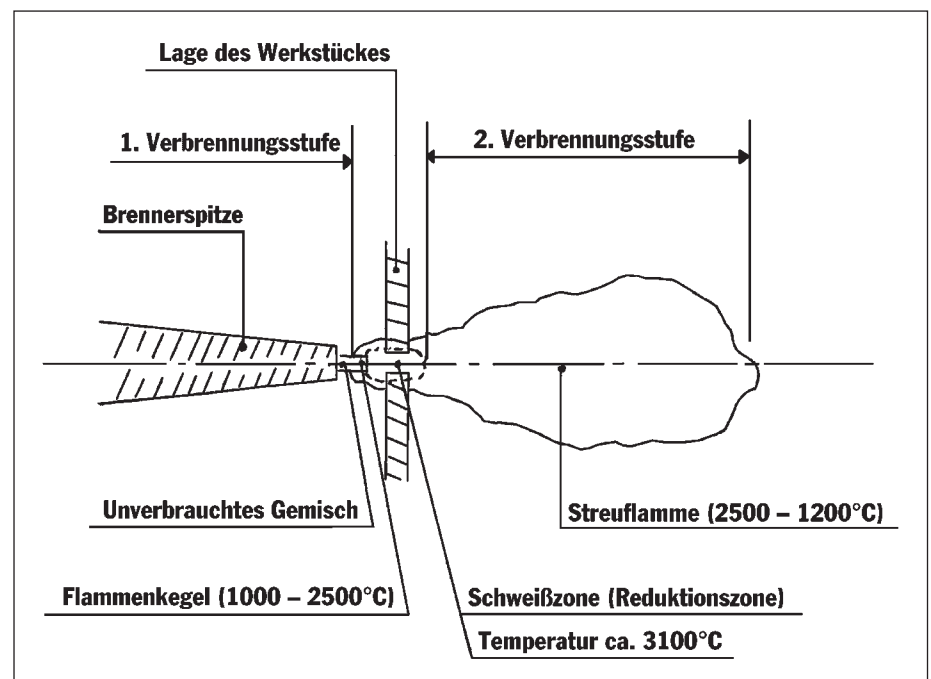 Lage des Werkstückes
1. Verbrennungsstufe
2. Verbrennungsstufe
Brennerspitze
Unverbrauchtes Gemisch
Streuflamme (2500 – 1200°C)
Flammenkegel (1000 – 2500°C)
Schweißzone (Reduktionszone)
Temperatur ca. 3100°C